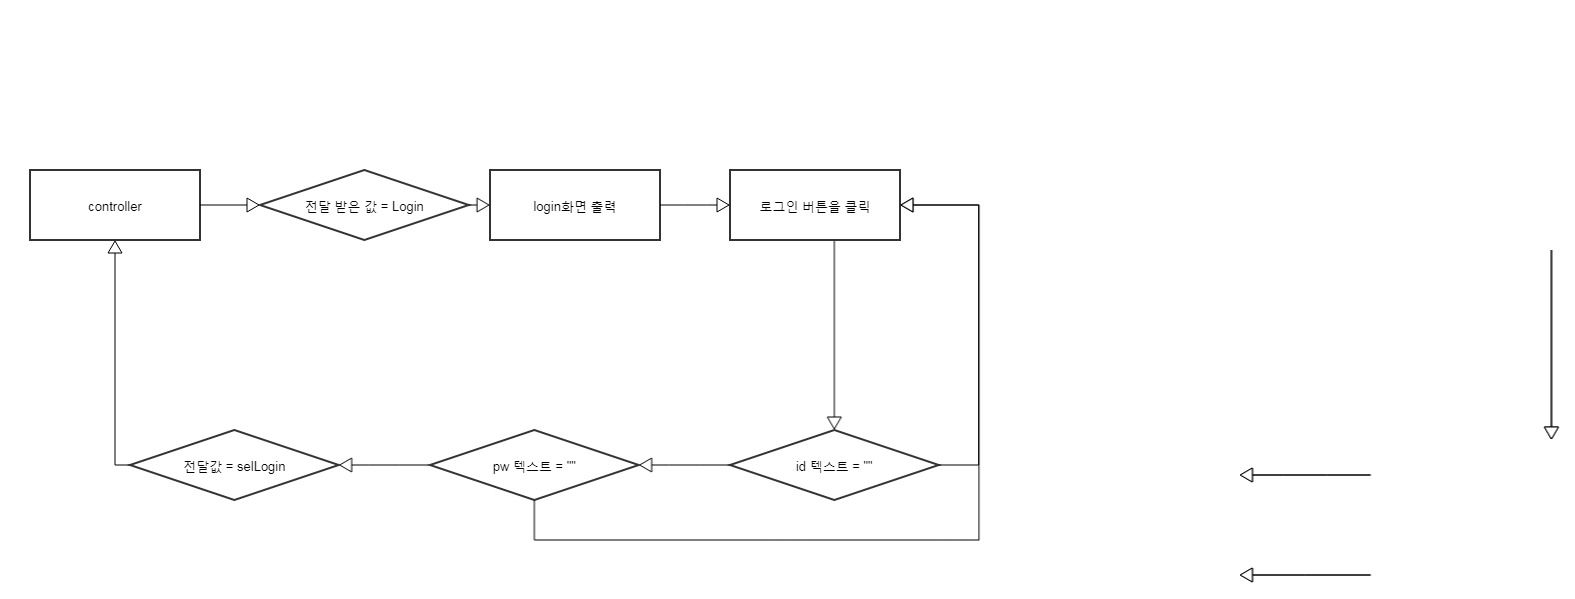 controller
전달 받은 값 = Login
login화면 출력
로그인 버튼을 클릭
전달값 = selLogin
pw 텍스트 = ""
id 텍스트 = ""